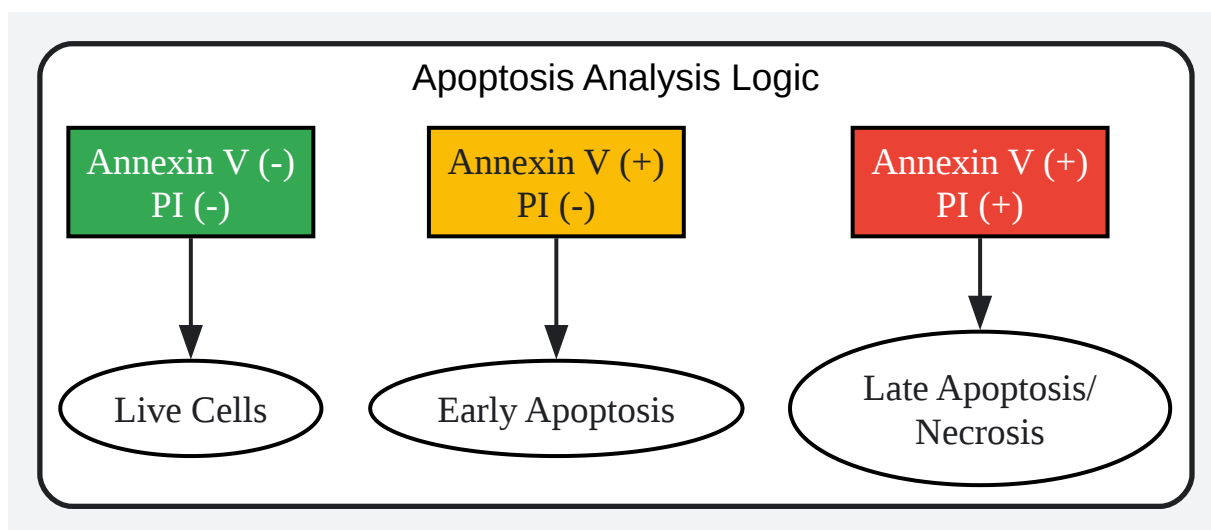 Apoptosis Analysis Logic
Annexin V (-)
PI (-)
Annexin V (+)
PI (-)
Annexin V (+)
PI (+)
Live Cells
Early Apoptosis
Late Apoptosis/
Necrosis